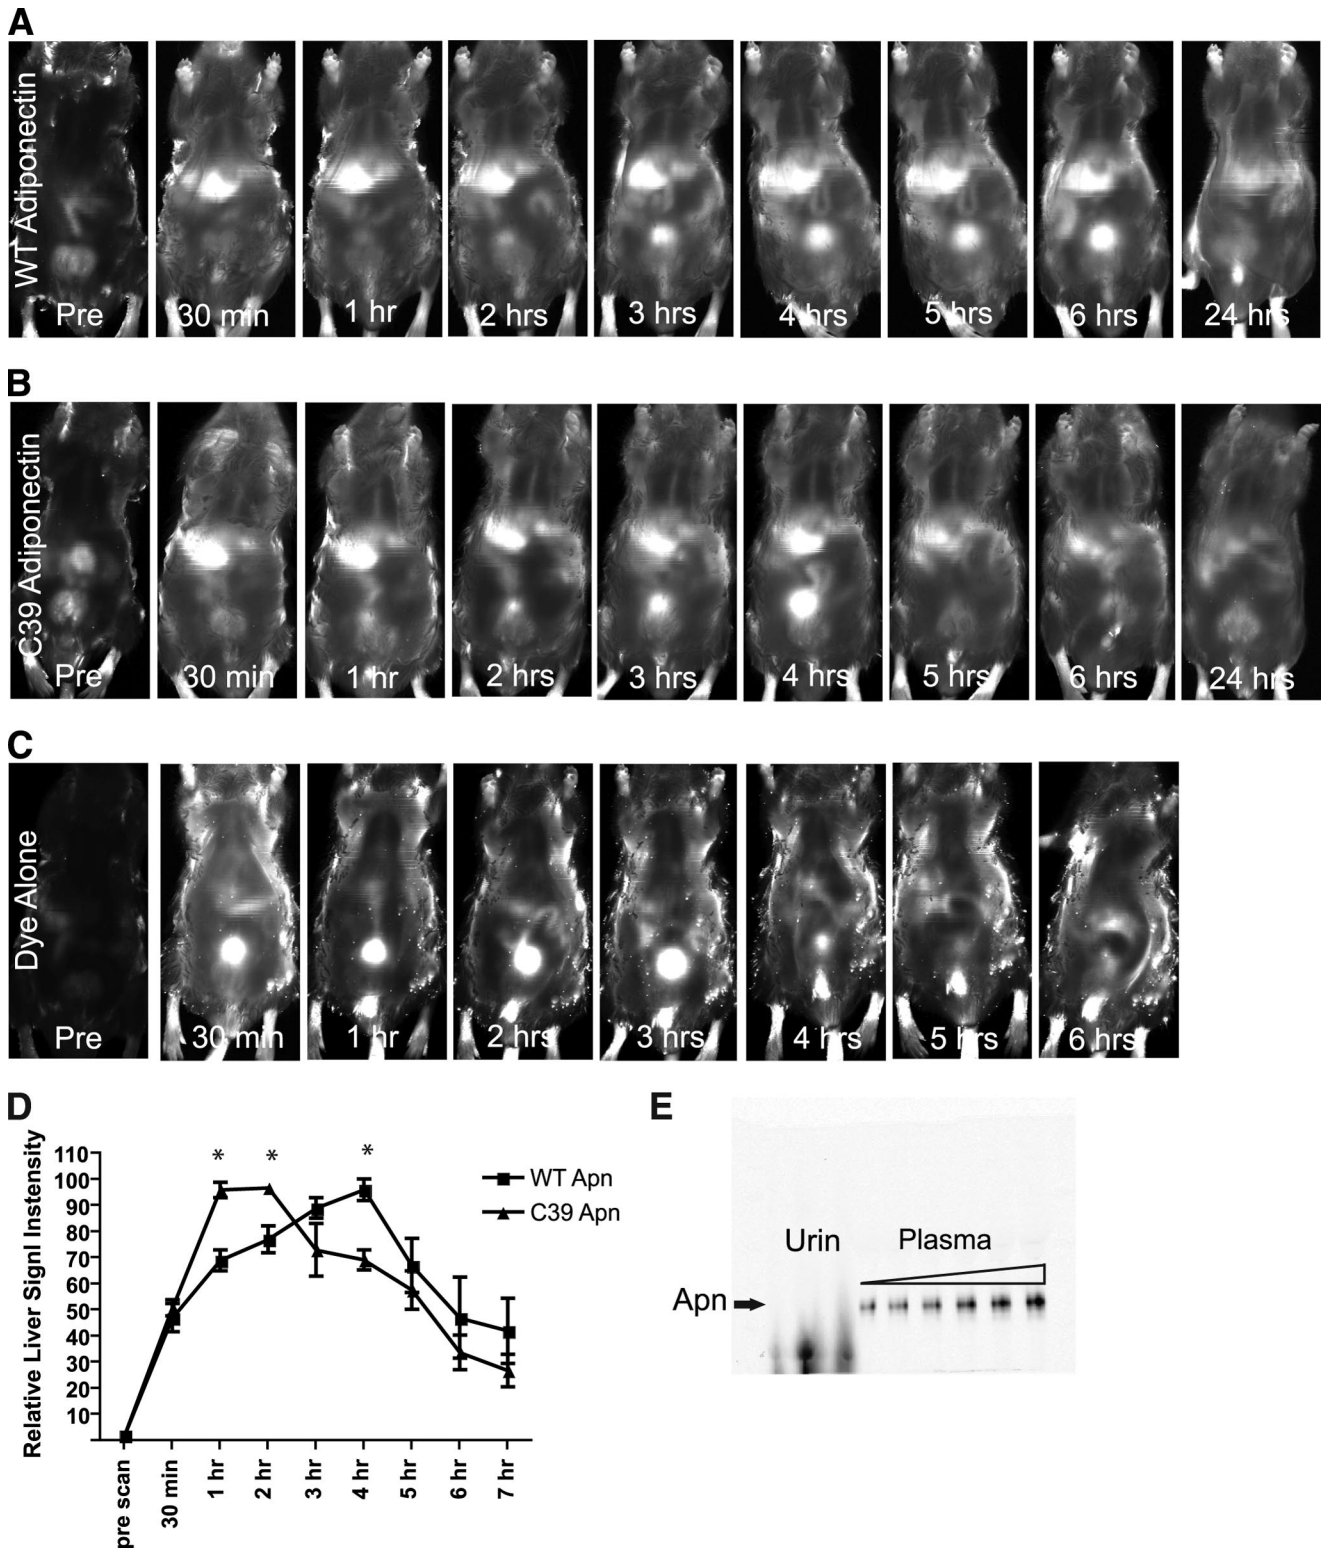 A
WT Adiponectin
Pre
30 min
1 hr
2 hrs
3 hrs
4 hrs
5 hrs
6 hrs
24 hrs
B
C39 Adiponectin
Pre
30 min
1 hr
2 hrs
3 hrs
4 hrs
5 hrs
6 hrs
24 hrs
C
Dye Alone
Pre
30 min
1 hr
2 hrs
3 hrs
4 hrs
5 hrs
6 hrs
D
Relative Liver Signl Instensity
110
100
90
80
70
60
50
40
30
20
10
* * *
WT Apn
C39 Apn
pre scan
30 min
1 hr
2 hr
3 hr
4 hr
5 hr
6 hr
7 hr
E
Urin
Plasma
Apn